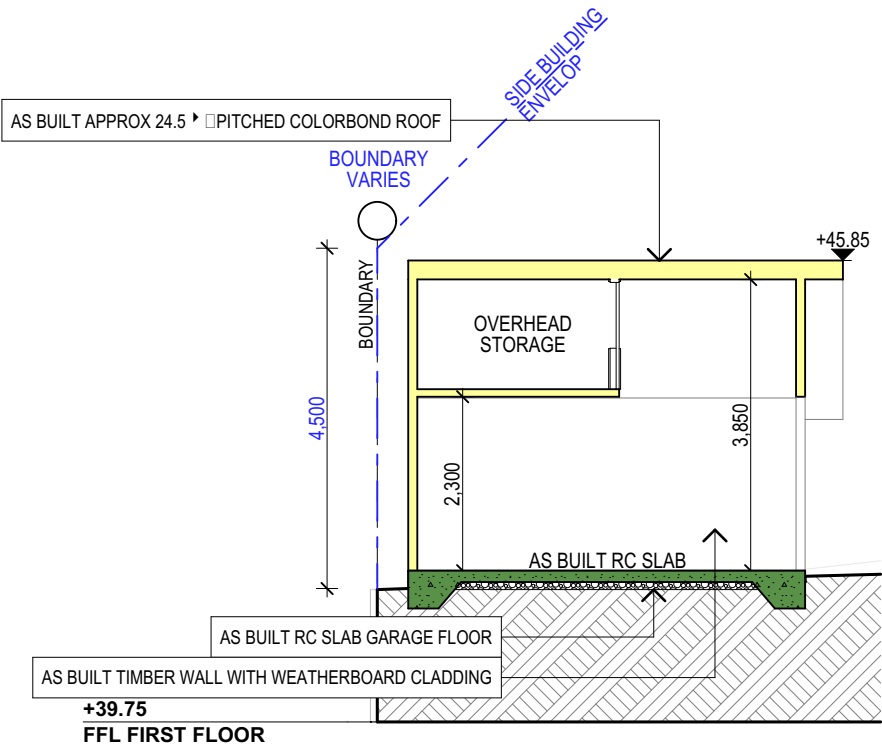 SIDE BUILDING
ENVELOP
AS BUILT APPROX 24.5 ‣ □PITCHED COLORBOND ROOF
BOUNDARY
VARIES
+45.85
BOUNDARY
OVERHEAD
STORAGE
4,500
3,850
2,300
AS BUILT RC SLAB
AS BUILT RC SLAB GARAGE FLOOR
AS BUILT TIMBER WALL WITH WEATHERBOARD CLADDING
+39.75
FFL FIRST FLOOR